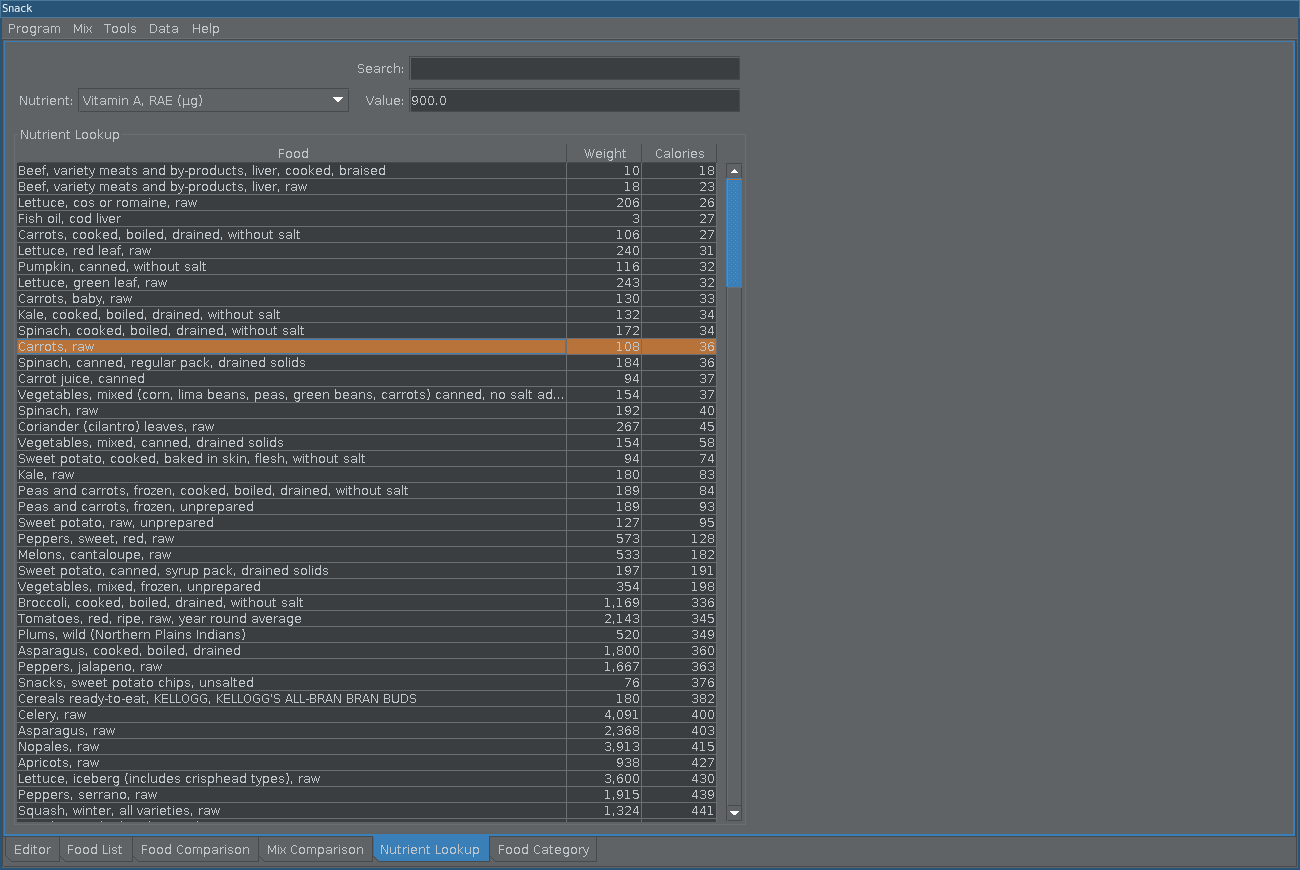 Snack
Program Mix Tools Data Help
Search:
Nutrient: Vitamin A, RAE (µg) Value: 900.0
Nutrient Lookup
Food Weight Calories
Beef, variety meats and by-products, liver, cooked, braised 10 18
Beef, variety meats and by-products, liver, raw 18 23
Lettuce, cos or romaine, raw 206 26
Fish oil, cod liver 3 27
Carrots, cooked, boiled, drained, without salt 106 27
Lettuce, red leaf, raw 240 31
Pumpkin, canned, without salt 116 32
Lettuce, green leaf, raw 243 32
Carrots, baby, raw 130 33
Kale, cooked, boiled, drained, without salt 132 34
Spinach, cooked, boiled, drained, without salt 172 34
Carrots, raw 108 36
Spinach, canned, regular pack, drained solids 184 36
Carrot juice, canned 94 37
Vegetables, mixed (corn, lima beans, peas, green beans, carrots) canned, no salt ad... 154 37
Spinach, raw 192 40
Coriander (cilantro) leaves, raw 267 45
Vegetables, mixed, canned, drained solids 154 58
Sweet potato, cooked, baked in skin, flesh, without salt 94 74
Kale, raw 180 83
Peas and carrots, frozen, cooked, boiled, drained, without salt 189 84
Peas and carrots, frozen, unprepared 189 93
Sweet potato, raw, unprepared 127 95
Peppers, sweet, red, raw 573 128
Melons, cantaloupe, raw 533 182
Sweet potato, canned, syrup pack, drained solids 197 191
Vegetables, mixed, frozen, unprepared 354 198
Broccoli, cooked, boiled, drained, without salt 1,169 336
Tomatoes, red, ripe, raw, year round average 2,143 345
Plums, wild (Northern Plains Indians) 520 349
Asparagus, cooked, boiled, drained 1,800 360
Peppers, jalapeno, raw 1,667 363
Snacks, sweet potato chips, unsalted 76 376
Cereals ready-to-eat, KELLOGG, KELLOGG'S ALL-BRAN BRAN BUDS 180 382
Celery, raw 4,091 400
Asparagus, raw 2,368 403
Nopales, raw 3,913 415
Apricots, raw 938 427
Lettuce, iceberg (includes crisphead types), raw 3,600 430
Peppers, serrano, raw 1,915 439
Squash, winter, all varieties, raw 1,324 441
Editor Food List Food Comparison Mix Comparison Nutrient Lookup Food Category